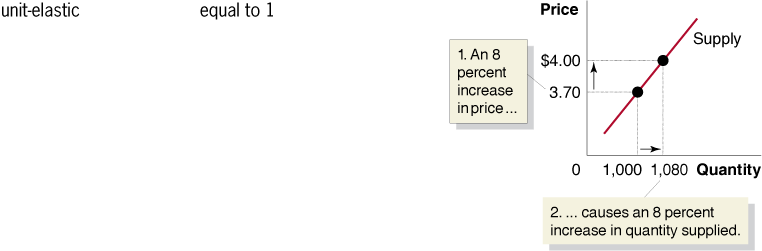 unit-elastic
equal to 1
Price
Supply
1. An 8
percent
increase
in price ...
$4.00
3.70
0
1,000
1,080
Quantity
2. ... causes an 8 percent
increase in quantity supplied.